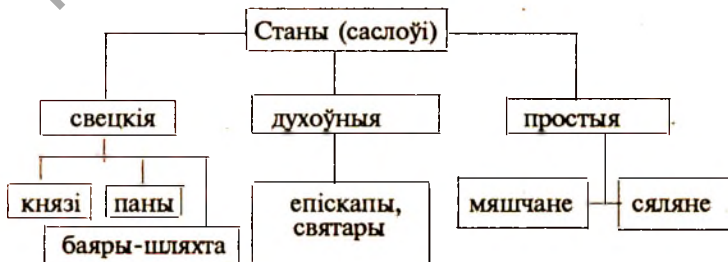 Станы (саслоўі)
свецкія
духоўныя
простыя
князі
паны
баяры-шляхта
епіскапы,
святары
мяшчане
сяляне